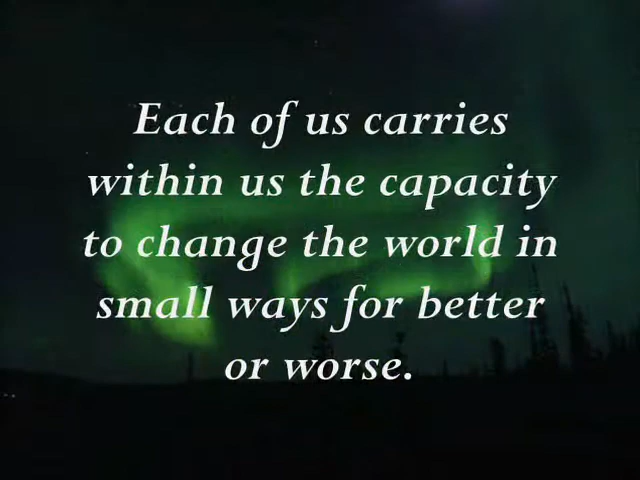 Each of us carries
within us the capacity
to change the world in
small ways for better
or worse.